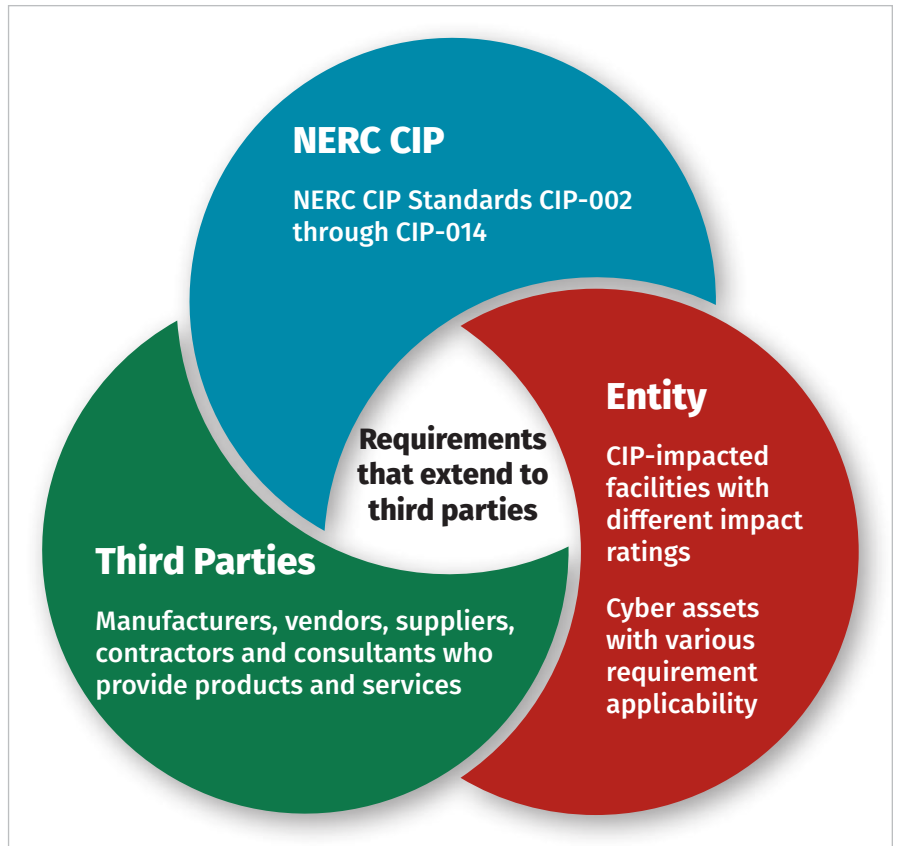 NERC CIP
NERC CIP Standards CIP-002
through CIP-014
Entity
CIP-impacted
facilities with
different impact
ratings
Cyber assets
with various
requirement
applicability
Requirements
that extend to
third parties
Third Parties
Manufacturers, vendors, suppliers,
contractors and consultants who
provide products and services